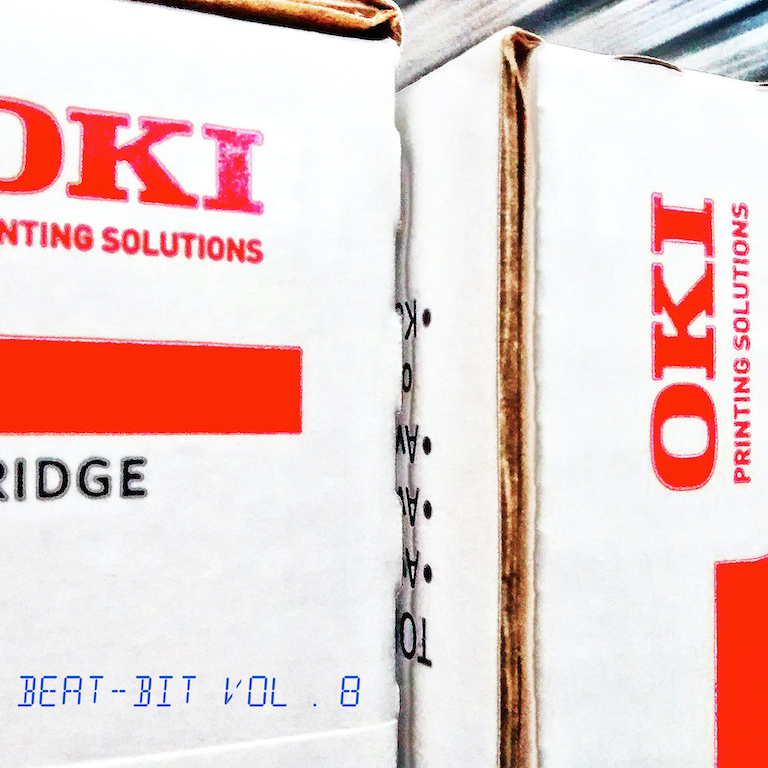 OKI
NTING SOLUTIONS
RIDGE
BEAT-BIT VOL . 8
OKI
PRINTING SOLUTIONS